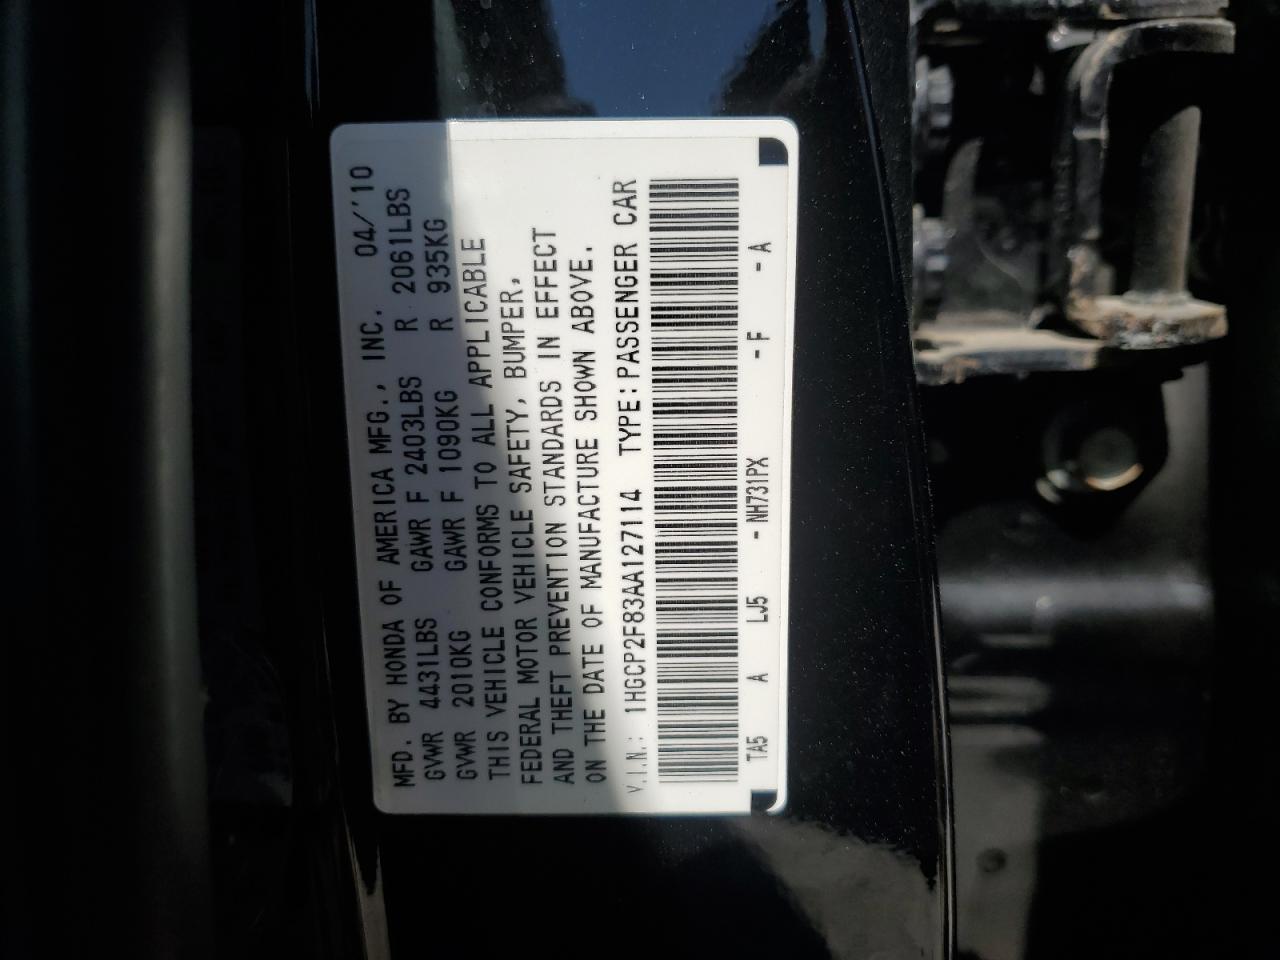 MFD. BY HONDA OF AMERICA MFG., INC. 04/'10
GVWR 4431LBS GAWR F 2403LBS R 2061LBS
GVWR 2010KG GAWR F 1090KG R 935KG
THIS VEHICLE CONFORMS TO ALL APPLICABLE
FEDERAL MOTOR VEHICLE SAFETY, BUMPER,
AND THEFT PREVENTION STANDARDS IN EFFECT
ON THE DATE OF MANUFACTURE SHOWN ABOVE.
V.I.N.: 1HGCP2F83AA127114 TYPE:PASSENGER CAR
TA5 A LJ5 - NH731PX - F - A